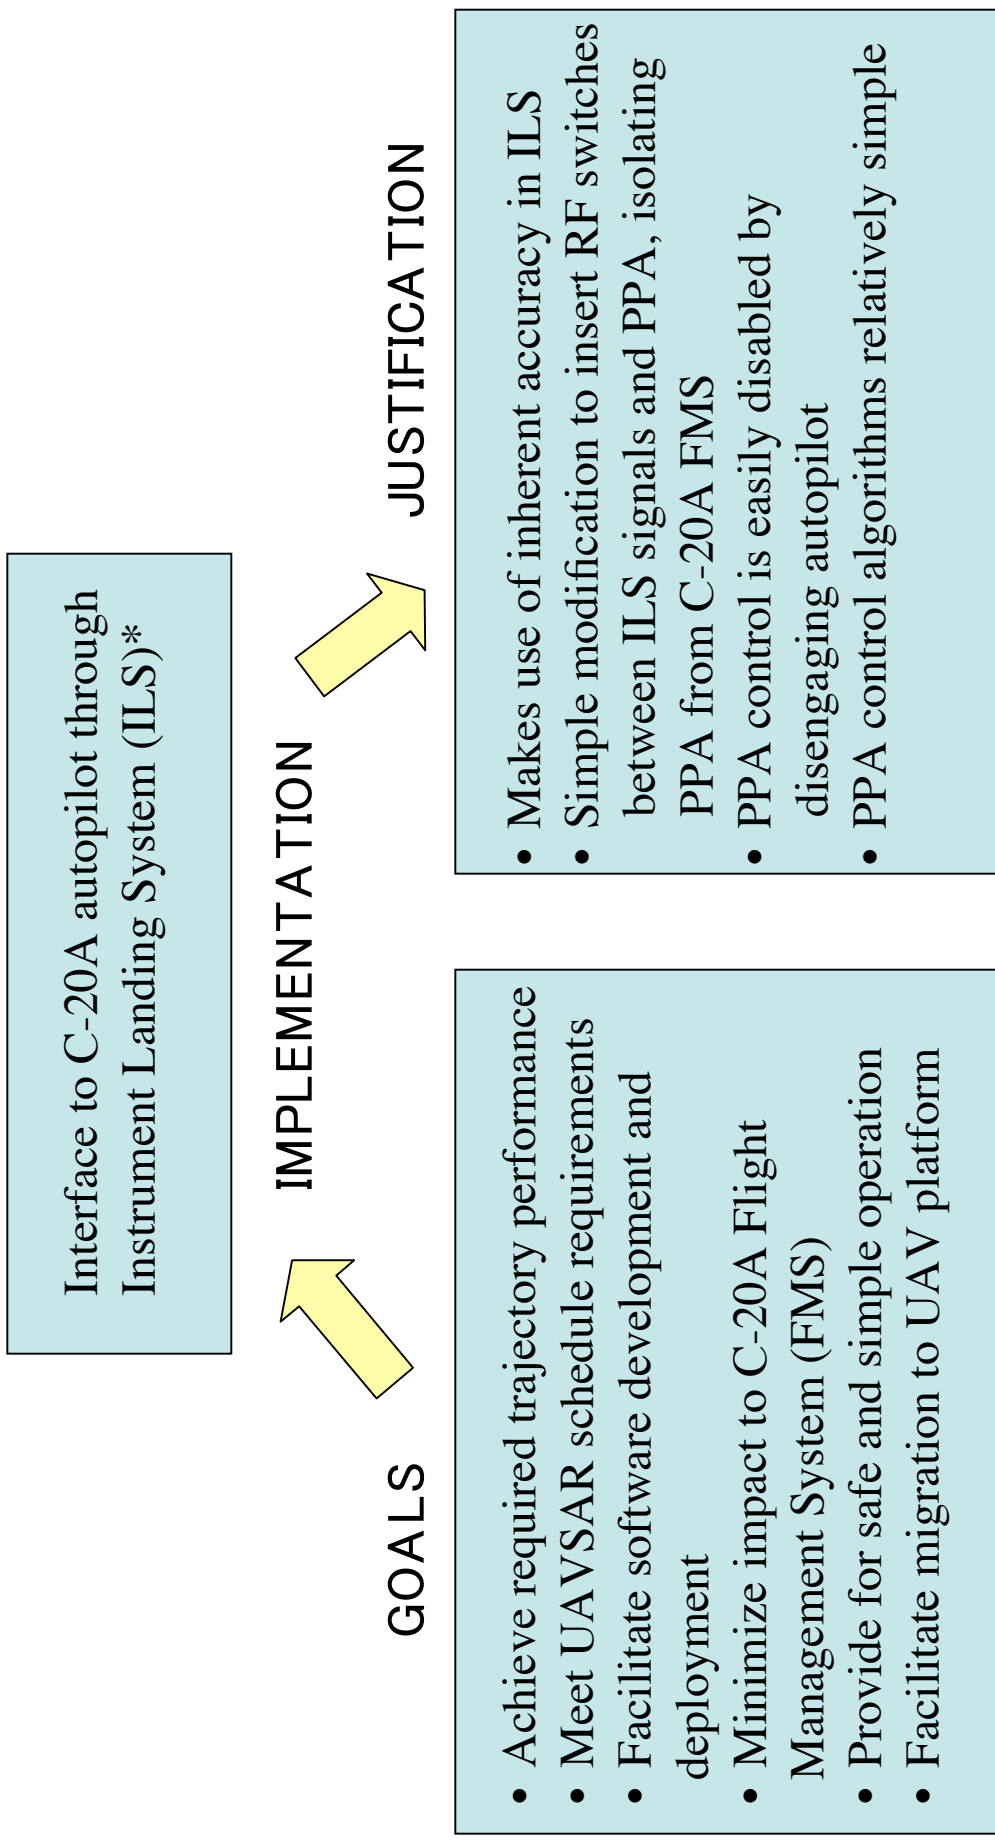 Interface to C-20A autopilot through
Instrument Landing System (ILS)*
IMPLEMENTATION
GOALS
JUSTIFICATION
• Achieve required trajectory performance
• Meet UAVSAR schedule requirements
• Facilitate software development and
deployment
• Minimize impact to C-20A Flight
Management System (FMS)
• Provide for safe and simple operation
• Facilitate migration to UAV platform
• Makes use of inherent accuracy in ILS
• Simple modification to insert RF switches
between ILS signals and PPA, isolating
PPA from C-20A FMS
• PPA control is easily disabled by
disengaging autopilot
• PPA control algorithms relatively simple